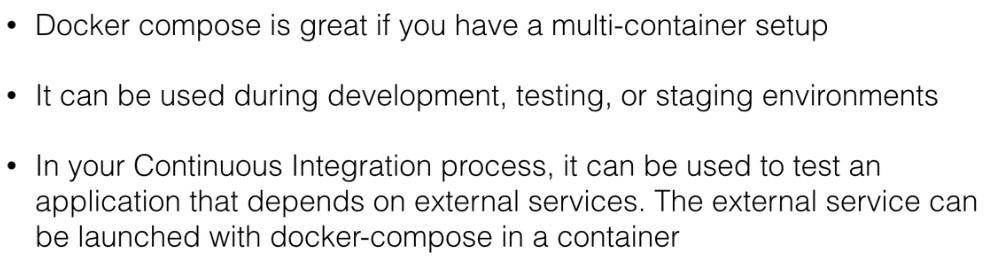 • Docker compose is great if you have a multi-container setup
• It can be used during development, testing, or staging environments
• In your Continuous Integration process, it can be used to test an
application that depends on external services. The external service can
be launched with docker-compose in a container